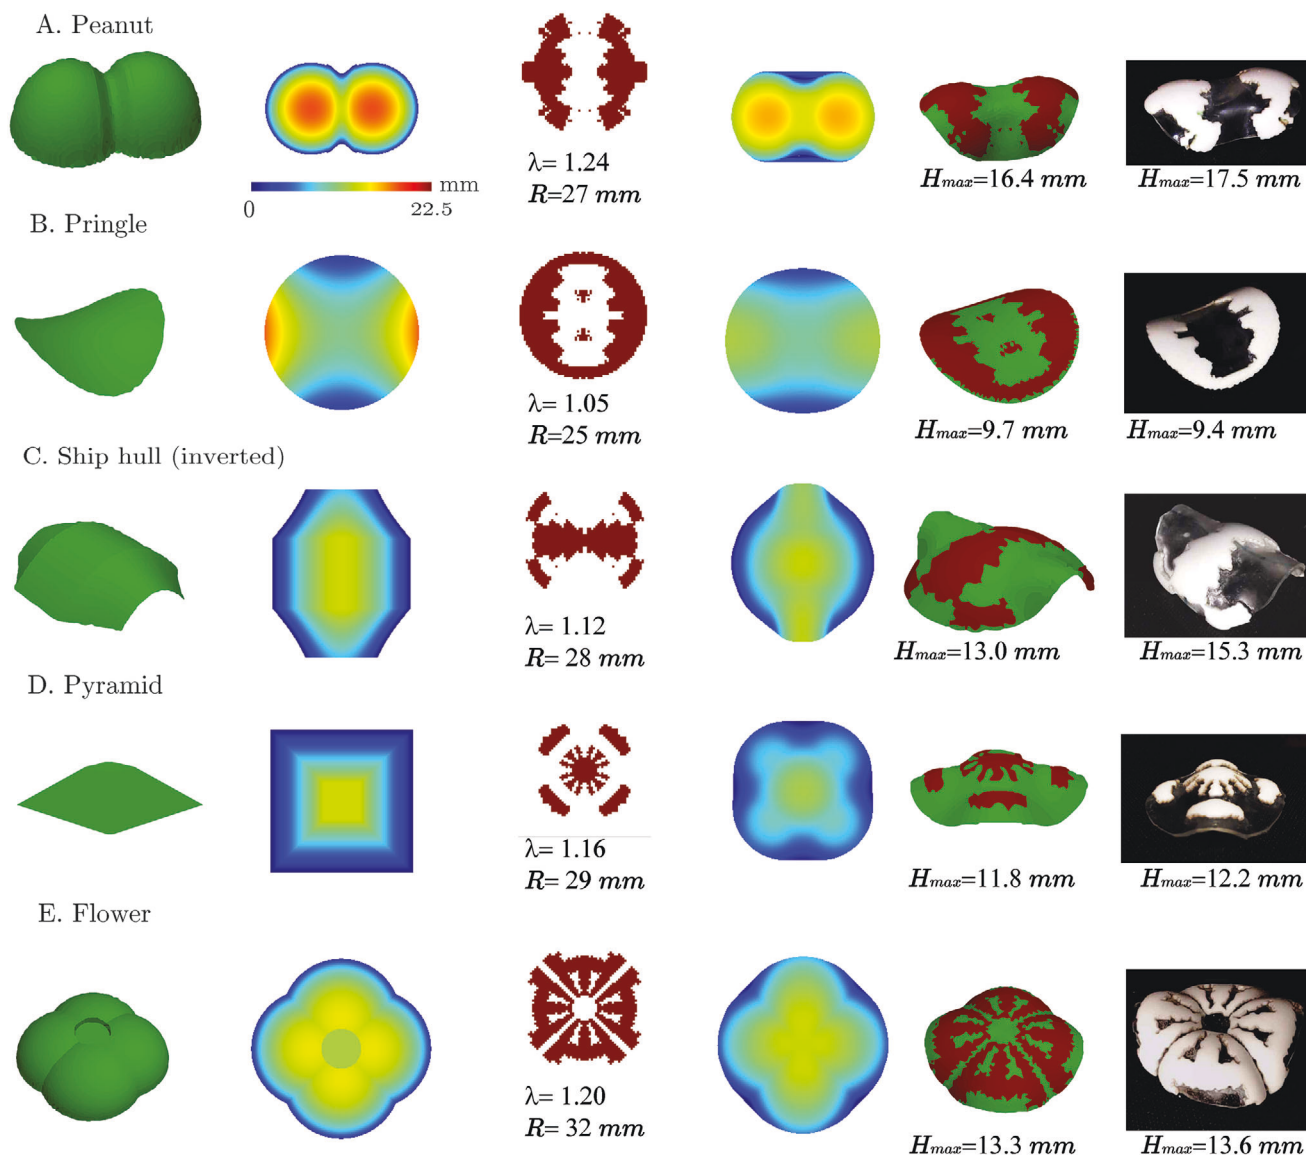 A. Peanut
λ = 1.24
R=27 mm
mm
0 22.5
Hmax=16.4 mm
Hmax=17.5 mm
B. Pringle
λ= 1.05
R=25 mm
Hmax=9.7 mm
Hmax=9.4 mm
C. Ship hull (inverted)
λ= 1.12
R= 28 mm
Hmax=13.0 mm
Hmax=15.3 mm
D. Pyramid
λ= 1.16
R= 29 mm
Hmax=11.8 mm
Hmax=12.2 mm
E. Flower
λ= 1.20
R= 32 mm
Hmax=13.3 mm
Hmax=13.6 mm